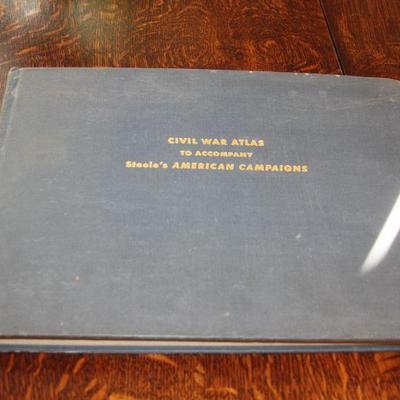 CIVIL WAR ATLAS
TO ACCOMPANY
Steele's AMERICAN CAMPAIGNS